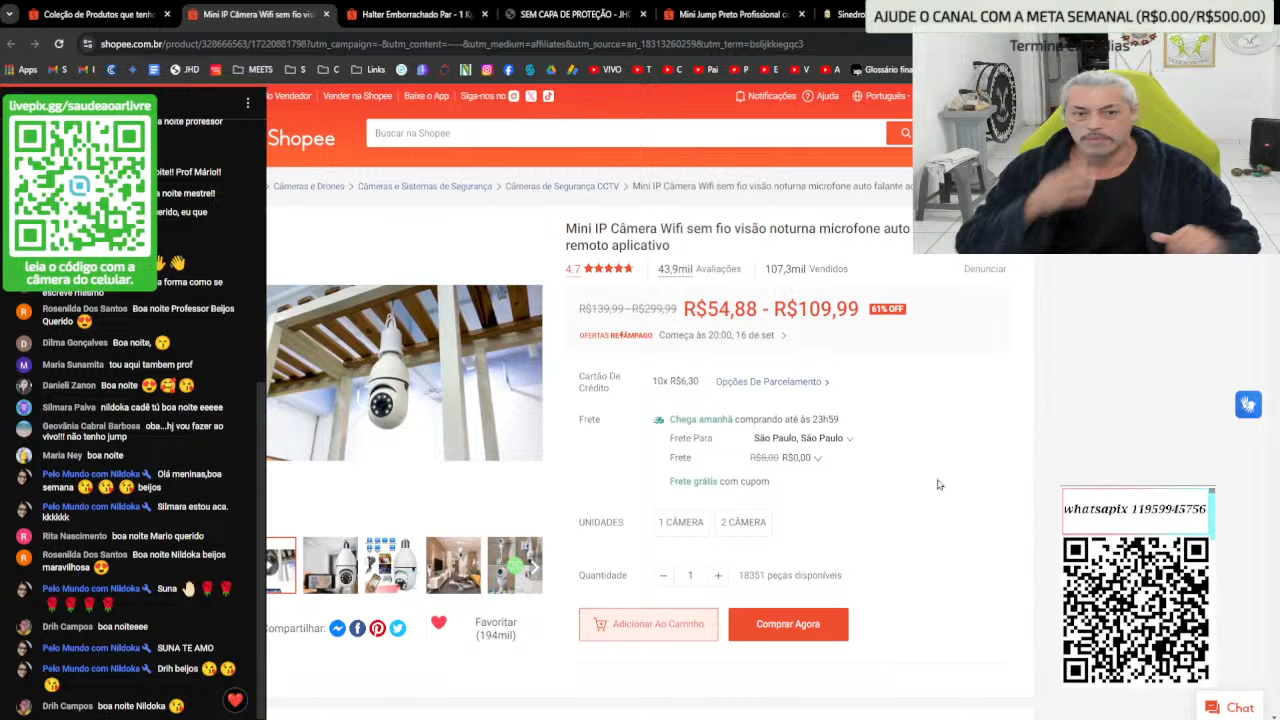 Coleção de Produtos que tenho
Mini IP Câmera Wifi sem fio vis
Halter Emborrachado Par - 1 K
SEM CAPA DE PROTEÇÃO - JHD
Mini Jump Preto Profissional c
AJUDE O CANAL COM A META SEMANAL (R$0.00/R$500.00)
shopee.com.br/product/328666563/17220881798?utm_campaign=-&utm_content=----&utm_medium=affiliates&utm_source=an_18313260259&utm_term=bs6jkkiegqc3
Apps
M S
M I
C
JHD
MEETS
S
C
Links
VIVO
T
C
Pai
P
E
V
A
Glossário fina
do Vendedor
Vender na Shopee
Baixe o App
Siga-nos no
Notificações
Ajuda
Português
Shopee
Buscar na Shopee
Câmeras e Drones > Câmeras e Sistemas de Segurança > Câmeras de Segurança CCTV > Mini IP Câmera Wifi sem fio visão noturna microfone auto falante
livepix.gg/saudeaoarlivre
leia o código com a
câmera do celular.
a noite professor
noite!! Prof Mário!!
a noite mestre!!
erido, eu que
a forma como se
escreve mesmo
Rosenilda Dos Santos Boa noite Professor Beijos
Querido 😍
Dilma Gonçalves Boa noite, 😙
Maria Sunamita tou aqui tambem prof
Danieli Zanon Boa noite 😍🥰😘
Silmara Paiva nildoka cadê tú boa noite eeeee
Geovânia Cabral Barbosa oba...hj vou fazer ao
vivo!!! não tenho jump
Maria Ney boa noite
Pelo Mundo com Nildoka Olá meninas,boa
semana 😘 😘 😘 beijos
Pelo Mundo com Nildoka Silmara estou aca.
kkkkkk
Rita Nascimento boa noite Mario querido
Rosenilda Dos Santos Boa noite Nildoka beijos
maravilhosa 😍
Pelo Mundo com Nildoka Suna 🤚🌹🌹
🌹🌹🌹🌹
Drih Campos boa noiteeee
Pelo Mundo com Nildoka SUNA TE AMO
Pelo Mundo com Nildoka Drih beijos 😘😘
😘
Drih Campos boa noite Nildoka 😘
Mini IP Câmera Wifi sem fio visão noturna microfone auto
remoto aplicativo
4.7
43,9mil Avaliações
107,3mil Vendidos
Denunciar
R$139,99 - R$299,99
R$54,88 - R$109,99
61% OFF
OFERTAS RELÂMPAGO
Começa às 20:00, 16 de set
Cartão De
Crédito
10x R$6,30
Opções De Parcelamento
Frete
Chega amanhã comprando até às 23h59
Frete Para
São Paulo, São Paulo
Frete
R$8,00 R$0,00
Frete grátis com cupom
UNIDADES
1 CÂMERA
2 CÂMERA
Quantidade
− 1 +
18351 peças disponíveis
Adicionar Ao Carrinho
Comprar Agora
Compartilhar:
Favoritar
(194mil)
whatsapix 11959945756
Chat